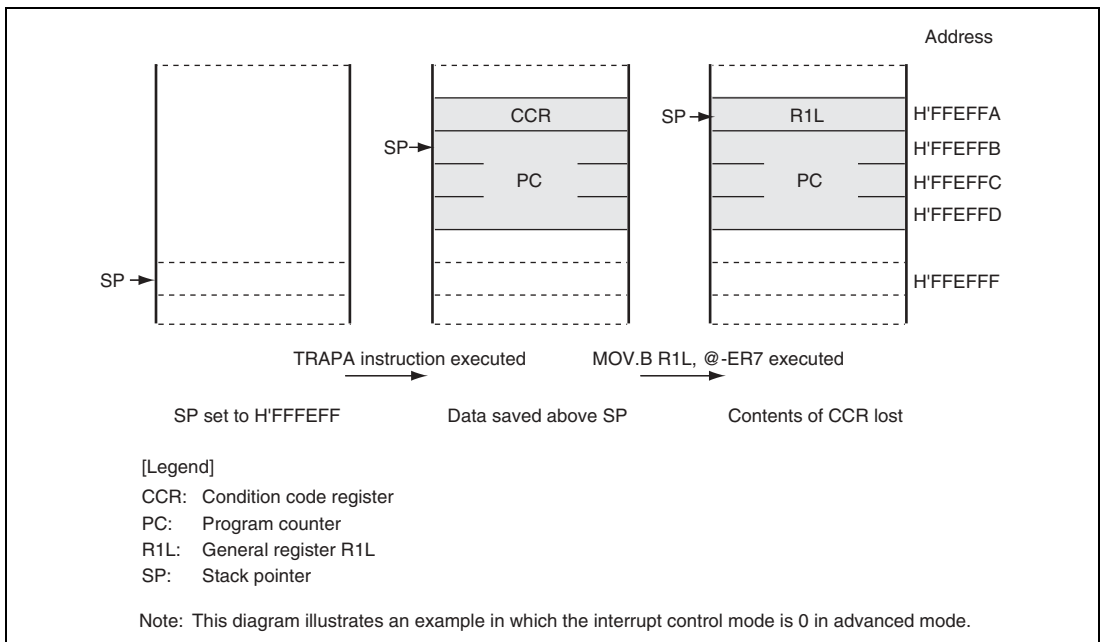 Address
CCR
SP
R1L
H'FFEFFA
SP
H'FFEFFB
PC
PC
H'FFEFFC
H'FFEFFD
SP
H'FFEFFF
TRAPA instruction executed
MOV.B R1L, @-ER7 executed
SP set to H'FFFEFF
Data saved above SP
Contents of CCR lost
[Legend]
CCR: Condition code register
PC: Program counter
R1L: General register R1L
SP: Stack pointer
Note: This diagram illustrates an example in which the interrupt control mode is 0 in advanced mode.